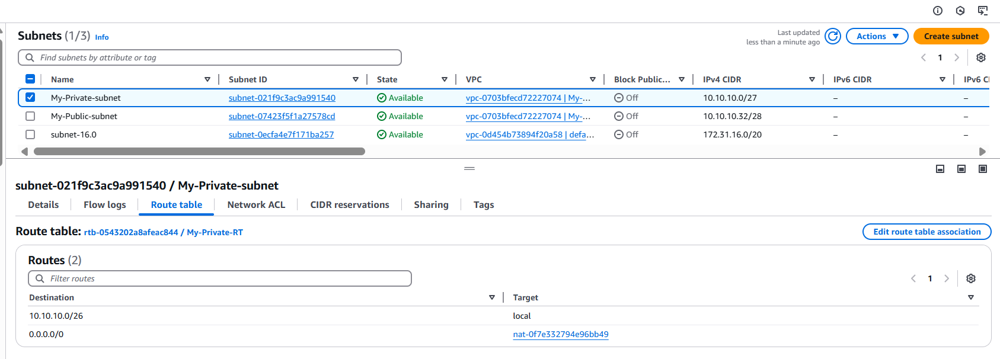 Subnets (1/3) Info
Last updated
less than a minute ago
Actions
Create subnet
Find subnets by attribute or tag
1
Name Subnet ID State VPC Block Public... IPv4 CIDR IPv6 CIDR IPv6 CI
My-Private-subnet subnet-021f9c3ac9a991540 Available vpc-0703bfecd72227074 | My-... Off 10.10.10.0/27 – –
My-Public-subnet subnet-07423f5f1a27578cd Available vpc-0703bfecd72227074 | My-... Off 10.10.10.32/28 – –
subnet-16.0 subnet-0ecfa4e7f171ba257 Available vpc-0d454b73894f20a58 | defa... Off 172.31.16.0/20 – –
subnet-021f9c3ac9a991540 / My-Private-subnet
Details Flow logs Route table Network ACL CIDR reservations Sharing Tags
Route table: rtb-0543202a8afeac844 / My-Private-RT
Edit route table association
Routes (2)
Filter routes
1
Destination Target
10.10.10.0/26 local
0.0.0.0/0 nat-0f7e332794e96bb49